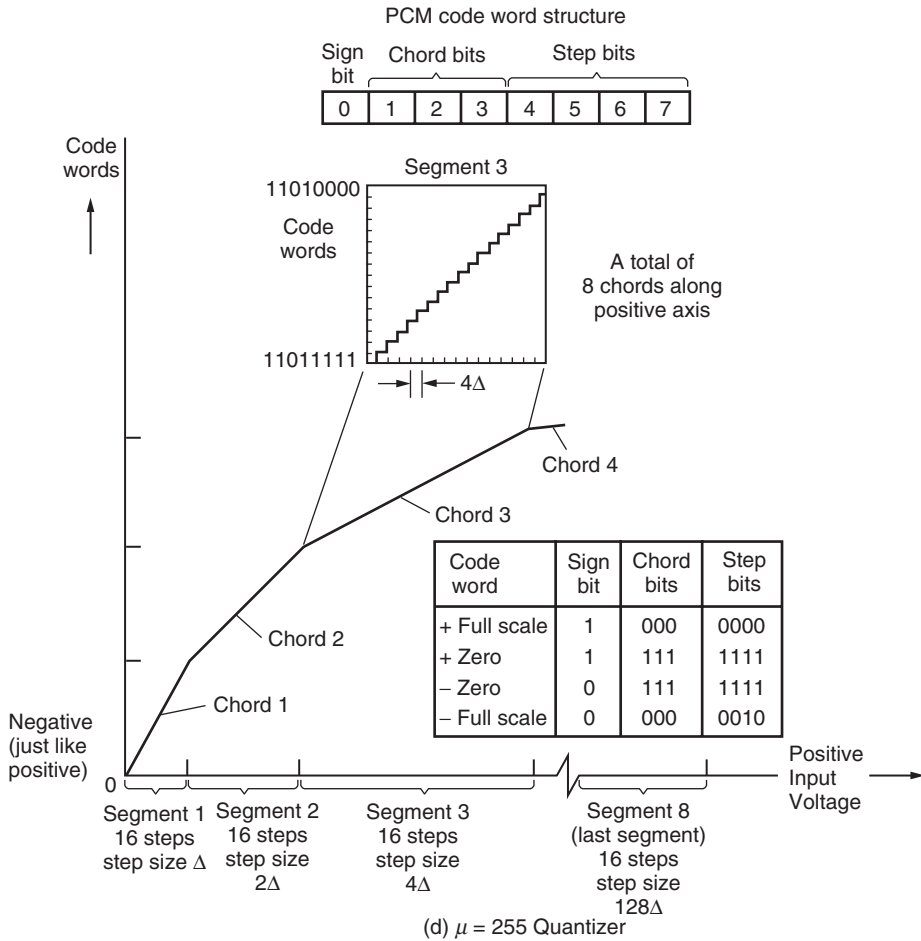 PCM code word structure
Sign bit
Chord bits
Step bits
0 1 2 3 4 5 6 7
Code words
Segment 3
11010000
Code words
11011111
4Δ
A total of
8 chords along
positive axis
Chord 4
Chord 3
Chord 2
Chord 1
Code word Sign bit Chord bits Step bits
+ Full scale 1 000 0000
+ Zero 1 111 1111
− Zero 0 111 1111
− Full scale 0 000 0010
Negative
(just like
positive)
0
Positive
Input
Voltage
Segment 1
16 steps
step size Δ
Segment 2
16 steps
step size
2Δ
Segment 3
16 steps
step size
4Δ
Segment 8
(last segment)
16 steps
step size
128Δ
(d) μ = 255 Quantizer